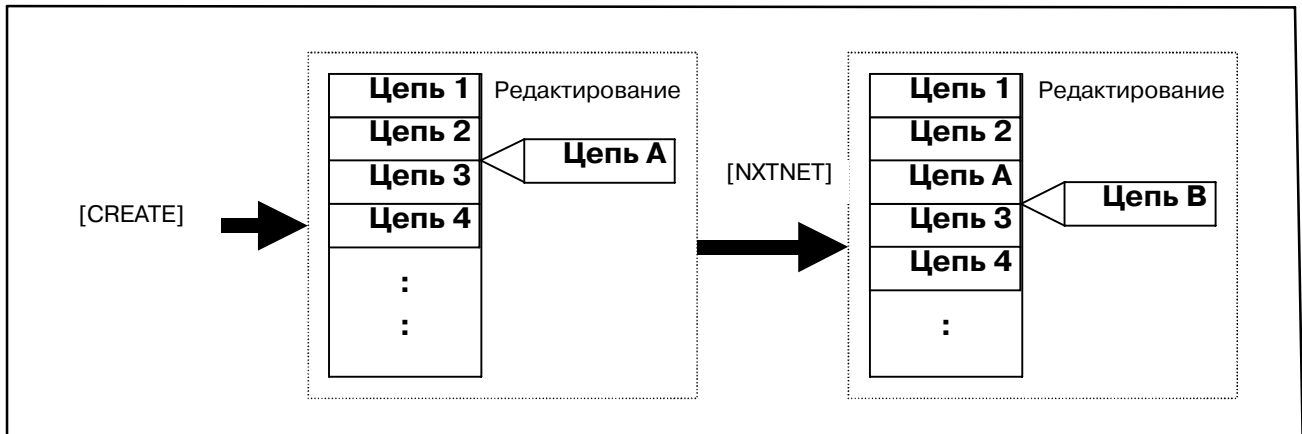 [CREATE]
Цепь 1
Цепь 2
Цепь 3
Цепь 4
:
:
Редактирование
Цепь A
[NXTNET]
Цепь 1
Цепь 2
Цепь A
Цепь 3
Цепь 4
:
Редактирование
Цепь B